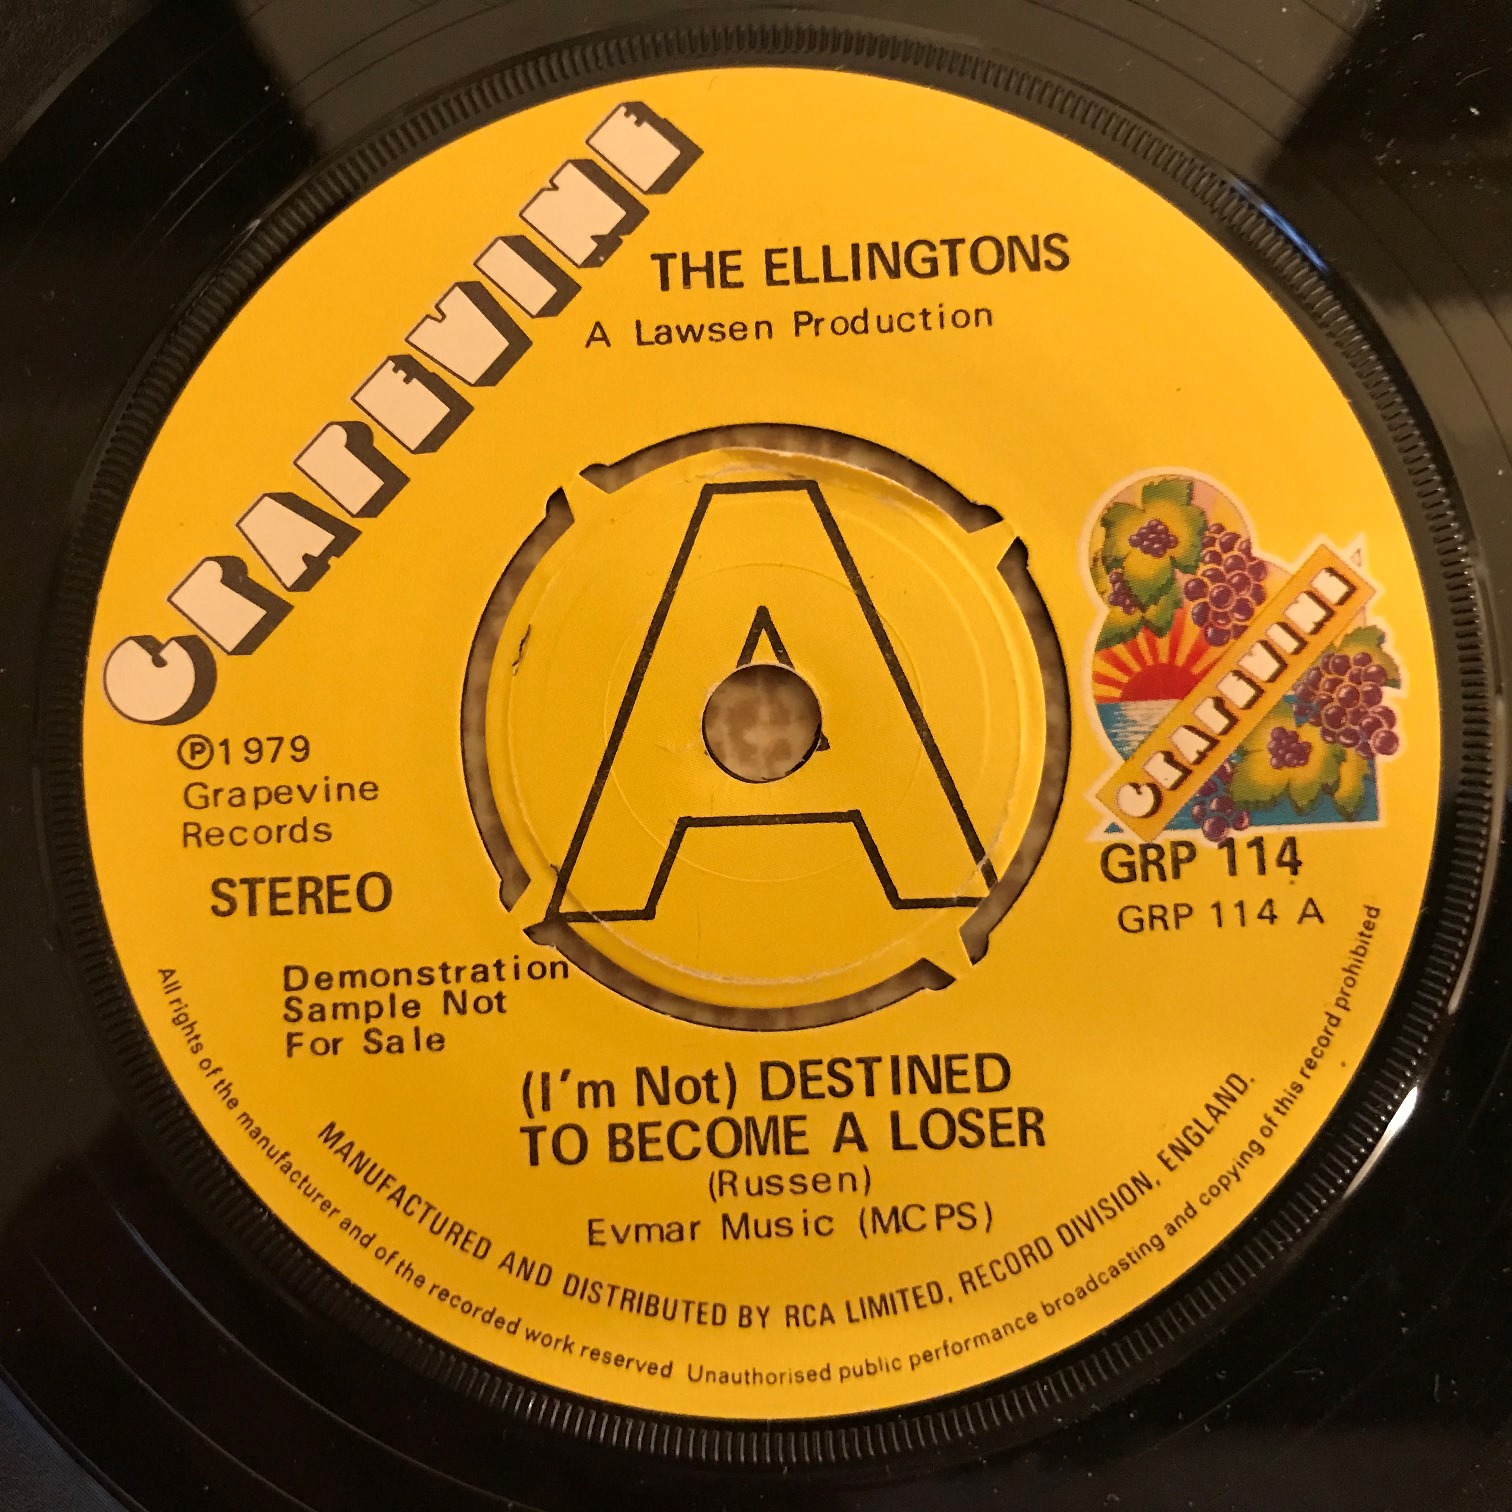 GRAPEVINE
THE ELLINGTONS
A Lawsen Production
A
GRAPEVINE
℗1979
Grapevine
Records
STEREO
GRP 114
GRP 114 A
Demonstration
Sample Not
For Sale
(I'm Not) DESTINED
TO BECOME A LOSER
(Russen)
Evmar Music (MCPS)
MANUFACTURED AND DISTRIBUTED BY RCA LIMITED, RECORD DIVISION, ENGLAND.
All rights of the manufacturer and of the recorded work reserved Unauthorised public performance broadcasting and copying of this record prohibited